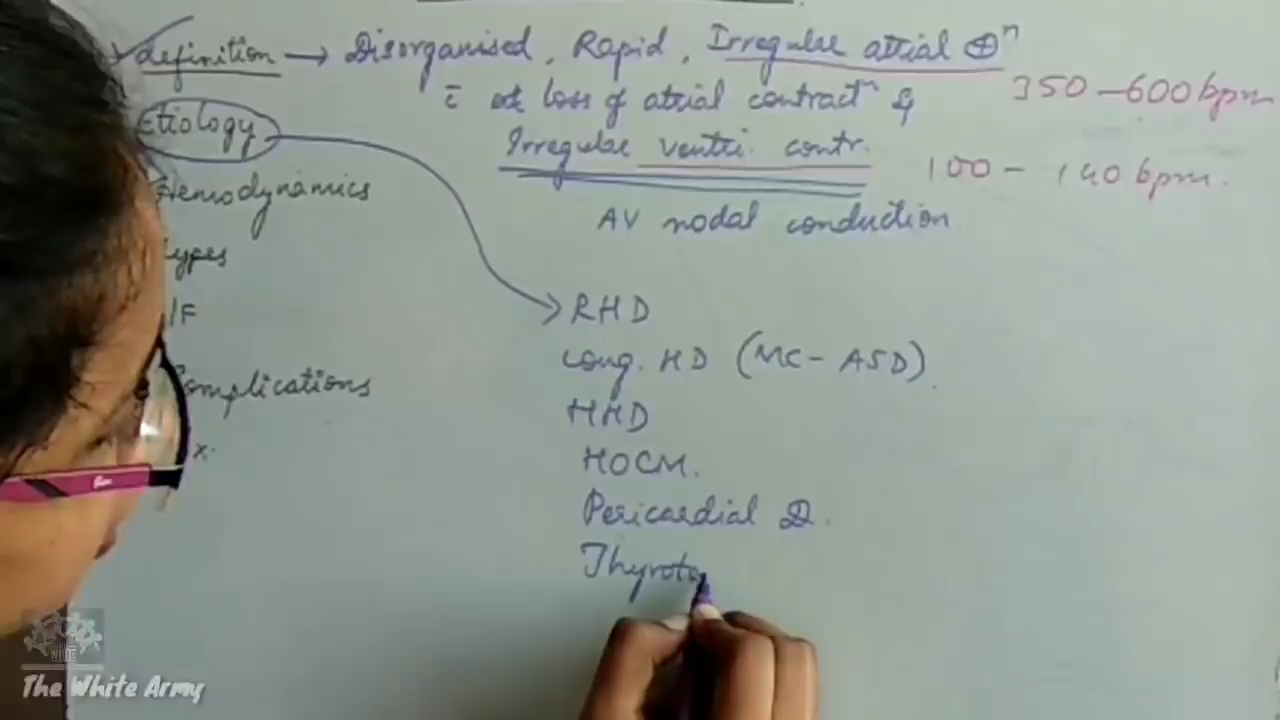 definition → Disorganised, Rapid, Irregular atrial ⊕ⁿ
350 – 600 bpm
c̄ loss of atrial contractⁿ &
Irregular ventri. contr.
100 – 140 bpm.
AV nodal conduction
Etiology
Hemodynamics
Types
/F
Complications
x.
→ RHD
cong. HD (MC - ASD).
HHD
HOCM.
Pericardial D.
Thyroto
The White Army